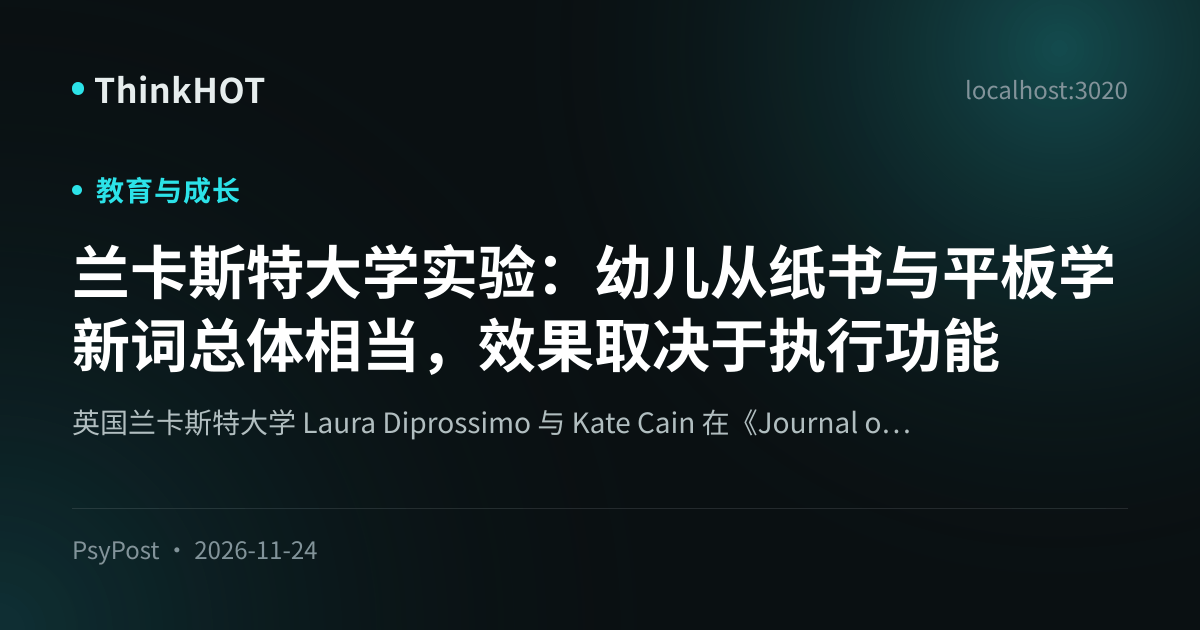 ThinkHOT
localhost:3020
教育与成长
兰卡斯特大学实验：幼儿从纸书与平板学
新词总体相当，效果取决于执行功能
英国兰卡斯特大学 Laura Diprossimo 与 Kate Cain 在《Journal o…
PsyPost · 2026-11-24